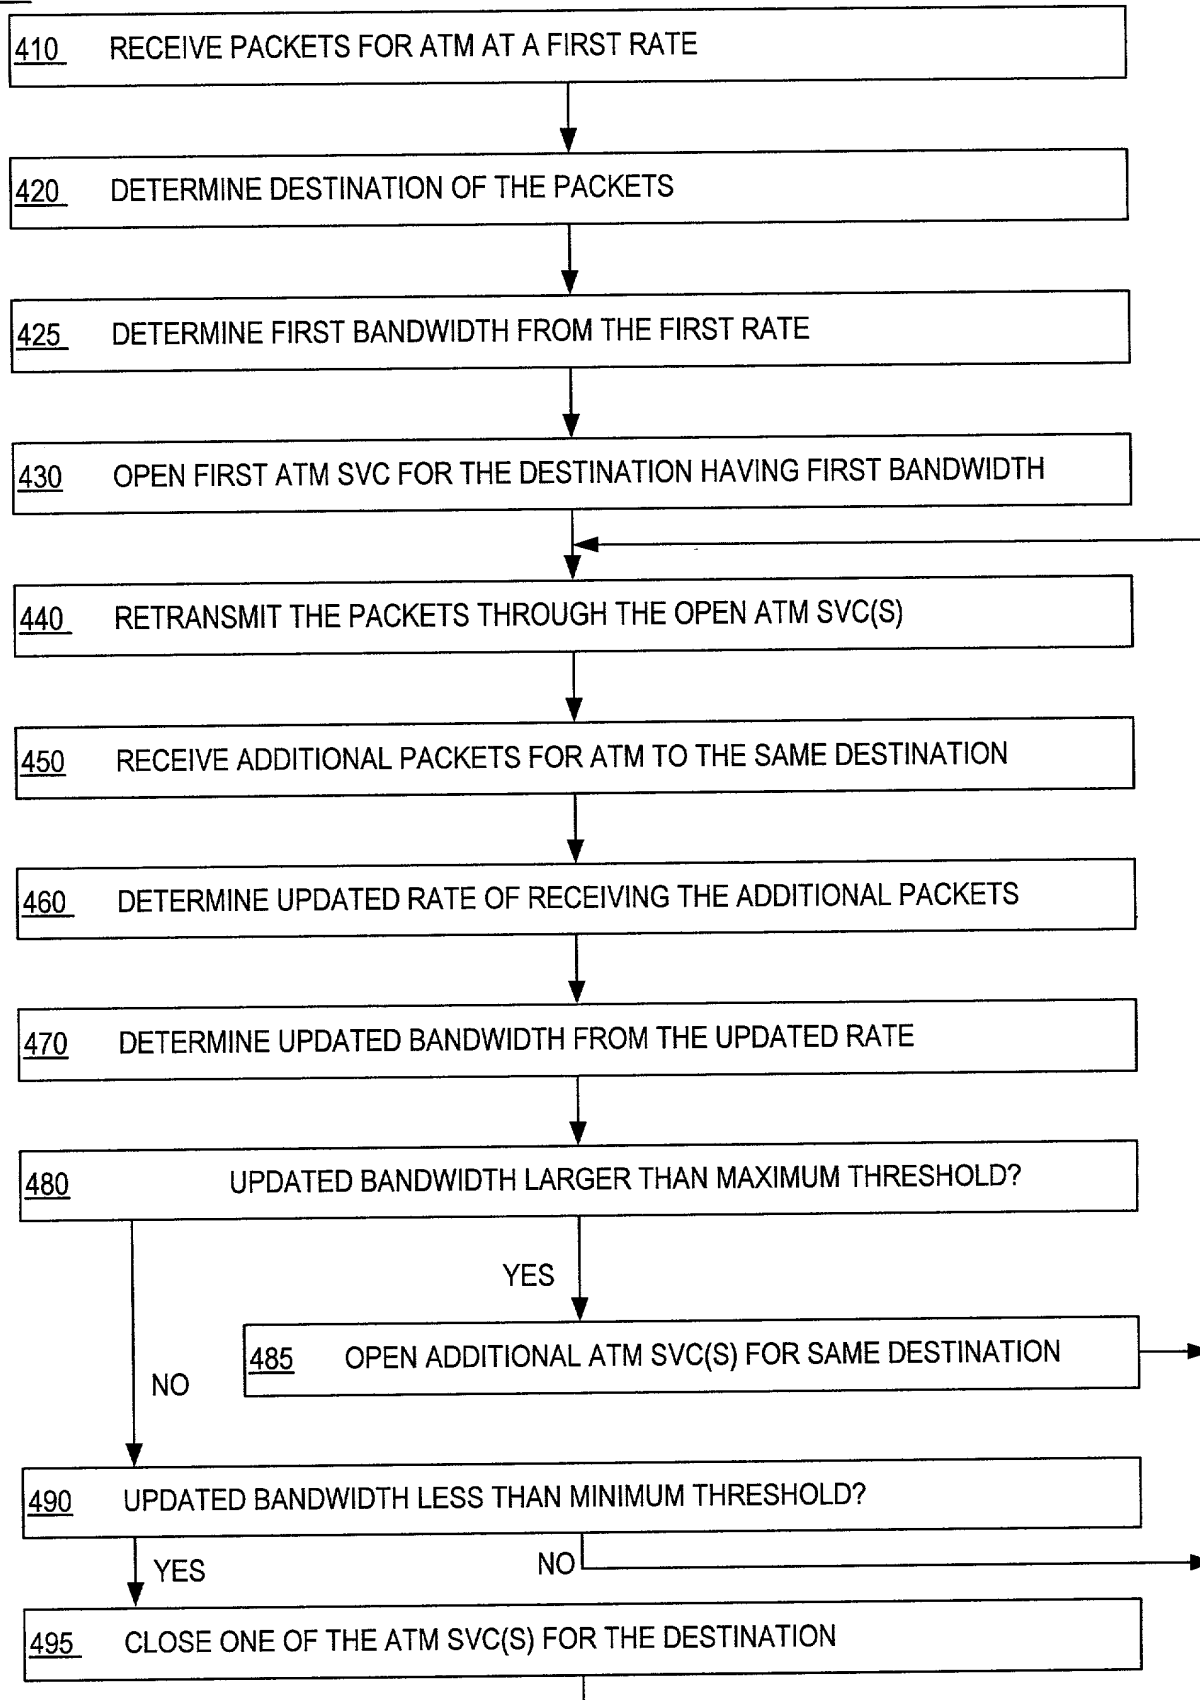 410 RECEIVE PACKETS FOR ATM AT A FIRST RATE
420 DETERMINE DESTINATION OF THE PACKETS
425 DETERMINE FIRST BANDWIDTH FROM THE FIRST RATE
430 OPEN FIRST ATM SVC FOR THE DESTINATION HAVING FIRST BANDWIDTH
440 RETRANSMIT THE PACKETS THROUGH THE OPEN ATM SVC(S)
450 RECEIVE ADDITIONAL PACKETS FOR ATM TO THE SAME DESTINATION
460 DETERMINE UPDATED RATE OF RECEIVING THE ADDITIONAL PACKETS
470 DETERMINE UPDATED BANDWIDTH FROM THE UPDATED RATE
480 UPDATED BANDWIDTH LARGER THAN MAXIMUM THRESHOLD?
YES
485 OPEN ADDITIONAL ATM SVC(S) FOR SAME DESTINATION
NO
490 UPDATED BANDWIDTH LESS THAN MINIMUM THRESHOLD?
YES NO
495 CLOSE ONE OF THE ATM SVC(S) FOR THE DESTINATION